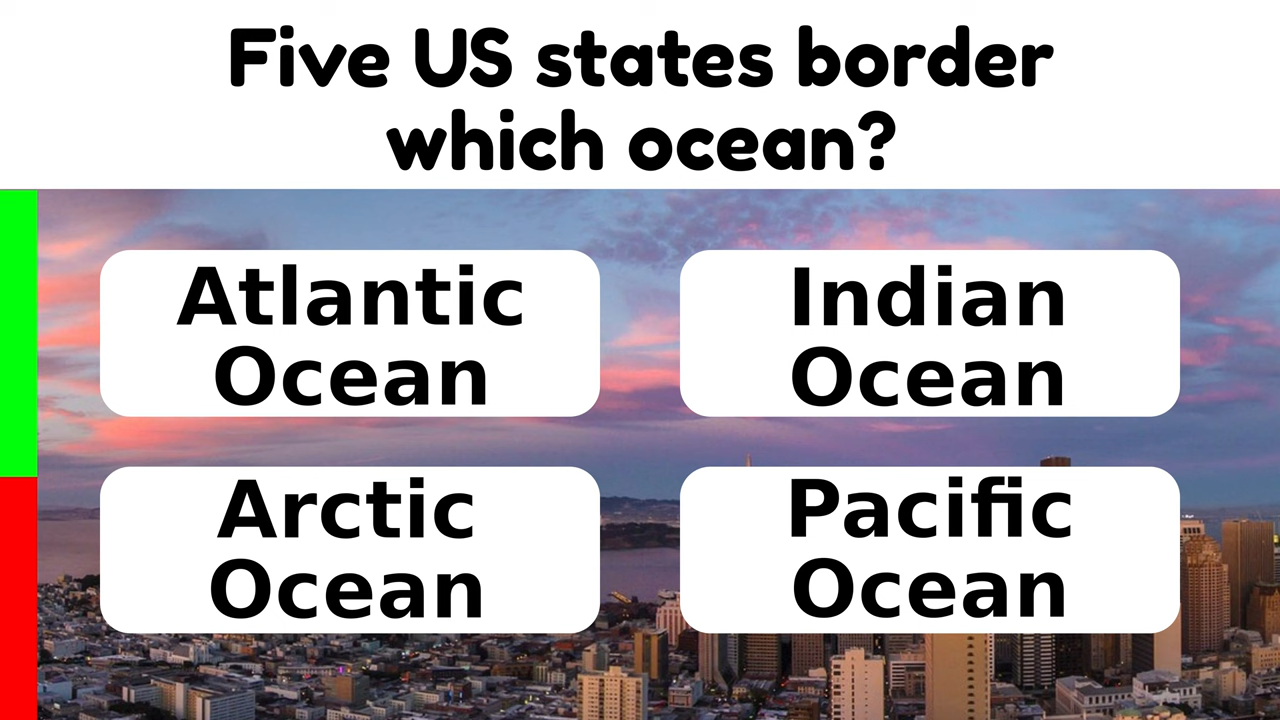 Five US states border
which ocean?
Atlantic
Ocean
Indian
Ocean
Arctic
Ocean
Pacific
Ocean